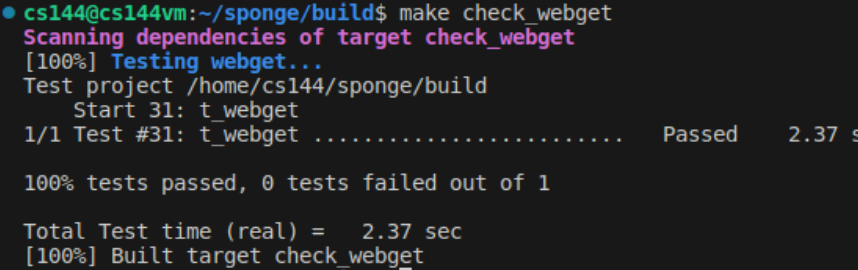 cs144@cs144vm:~/sponge/build$ make check_webget
Scanning dependencies of target check_webget
[100%] Testing webget...
Test project /home/cs144/sponge/build
    Start 31: t_webget
1/1 Test #31: t_webget .........................   Passed    2.37 s

100% tests passed, 0 tests failed out of 1

Total Test time (real) =   2.37 sec
[100%] Built target check_webget